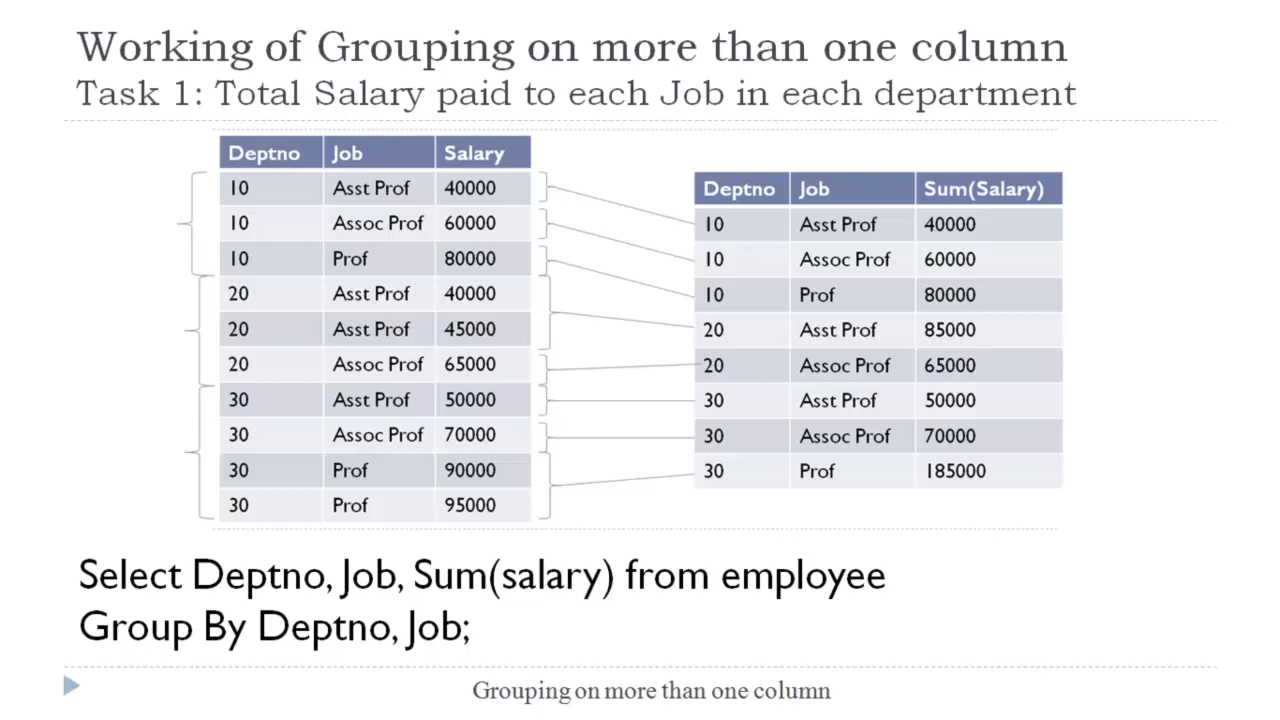 Working of Grouping on more than one column
Task 1: Total Salary paid to each Job in each department
Deptno Job Salary
10 Asst Prof 40000
10 Assoc Prof 60000
10 Prof 80000
20 Asst Prof 40000
20 Asst Prof 45000
20 Assoc Prof 65000
30 Asst Prof 50000
30 Assoc Prof 70000
30 Prof 90000
30 Prof 95000
Deptno Job Sum(Salary)
10 Asst Prof 40000
10 Assoc Prof 60000
10 Prof 80000
20 Asst Prof 85000
20 Assoc Prof 65000
30 Asst Prof 50000
30 Assoc Prof 70000
30 Prof 185000
Select Deptno, Job, Sum(salary) from employee
Group By Deptno, Job;
Grouping on more than one column